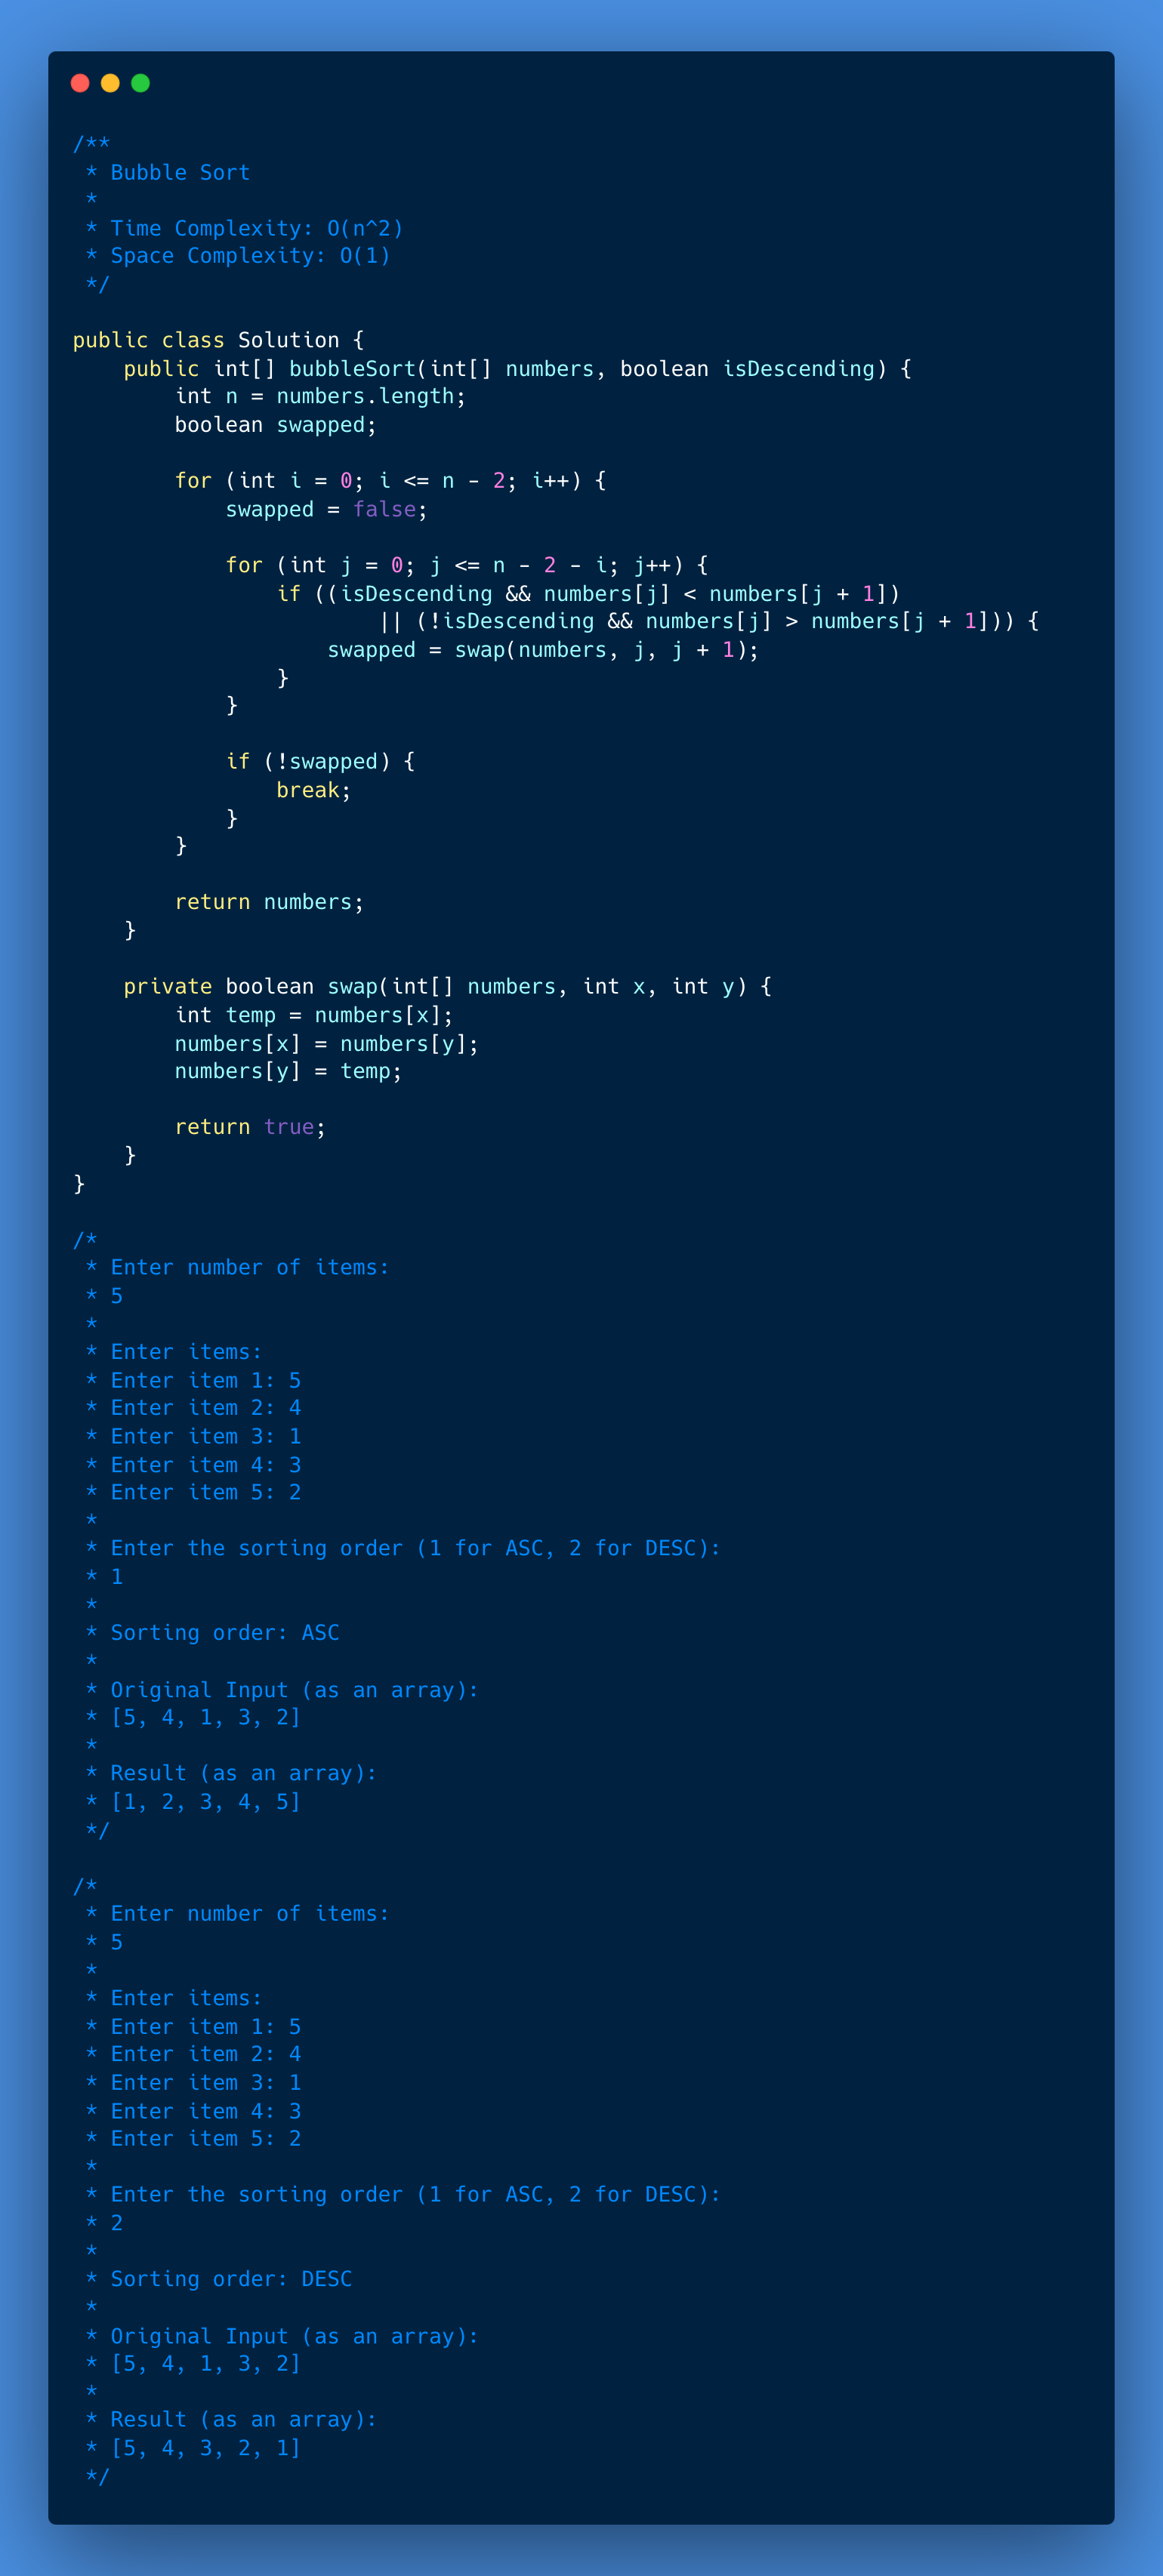 /**
 * Bubble Sort
 *
 * Time Complexity: O(n^2)
 * Space Complexity: O(1)
 */

public class Solution {
    public int[] bubbleSort(int[] numbers, boolean isDescending) {
        int n = numbers.length;
        boolean swapped;

        for (int i = 0; i <= n - 2; i++) {
            swapped = false;

            for (int j = 0; j <= n - 2 - i; j++) {
                if ((isDescending && numbers[j] < numbers[j + 1])
                        || (!isDescending && numbers[j] > numbers[j + 1])) {
                    swapped = swap(numbers, j, j + 1);
                }
            }

            if (!swapped) {
                break;
            }
        }

        return numbers;
    }

    private boolean swap(int[] numbers, int x, int y) {
        int temp = numbers[x];
        numbers[x] = numbers[y];
        numbers[y] = temp;

        return true;
    }
}

/*
 * Enter number of items:
 * 5
 *
 * Enter items:
 * Enter item 1: 5
 * Enter item 2: 4
 * Enter item 3: 1
 * Enter item 4: 3
 * Enter item 5: 2
 *
 * Enter the sorting order (1 for ASC, 2 for DESC):
 * 1
 *
 * Sorting order: ASC
 *
 * Original Input (as an array):
 * [5, 4, 1, 3, 2]
 *
 * Result (as an array):
 * [1, 2, 3, 4, 5]
 */

/*
 * Enter number of items:
 * 5
 *
 * Enter items:
 * Enter item 1: 5
 * Enter item 2: 4
 * Enter item 3: 1
 * Enter item 4: 3
 * Enter item 5: 2
 *
 * Enter the sorting order (1 for ASC, 2 for DESC):
 * 2
 *
 * Sorting order: DESC
 *
 * Original Input (as an array):
 * [5, 4, 1, 3, 2]
 *
 * Result (as an array):
 * [5, 4, 3, 2, 1]
 */